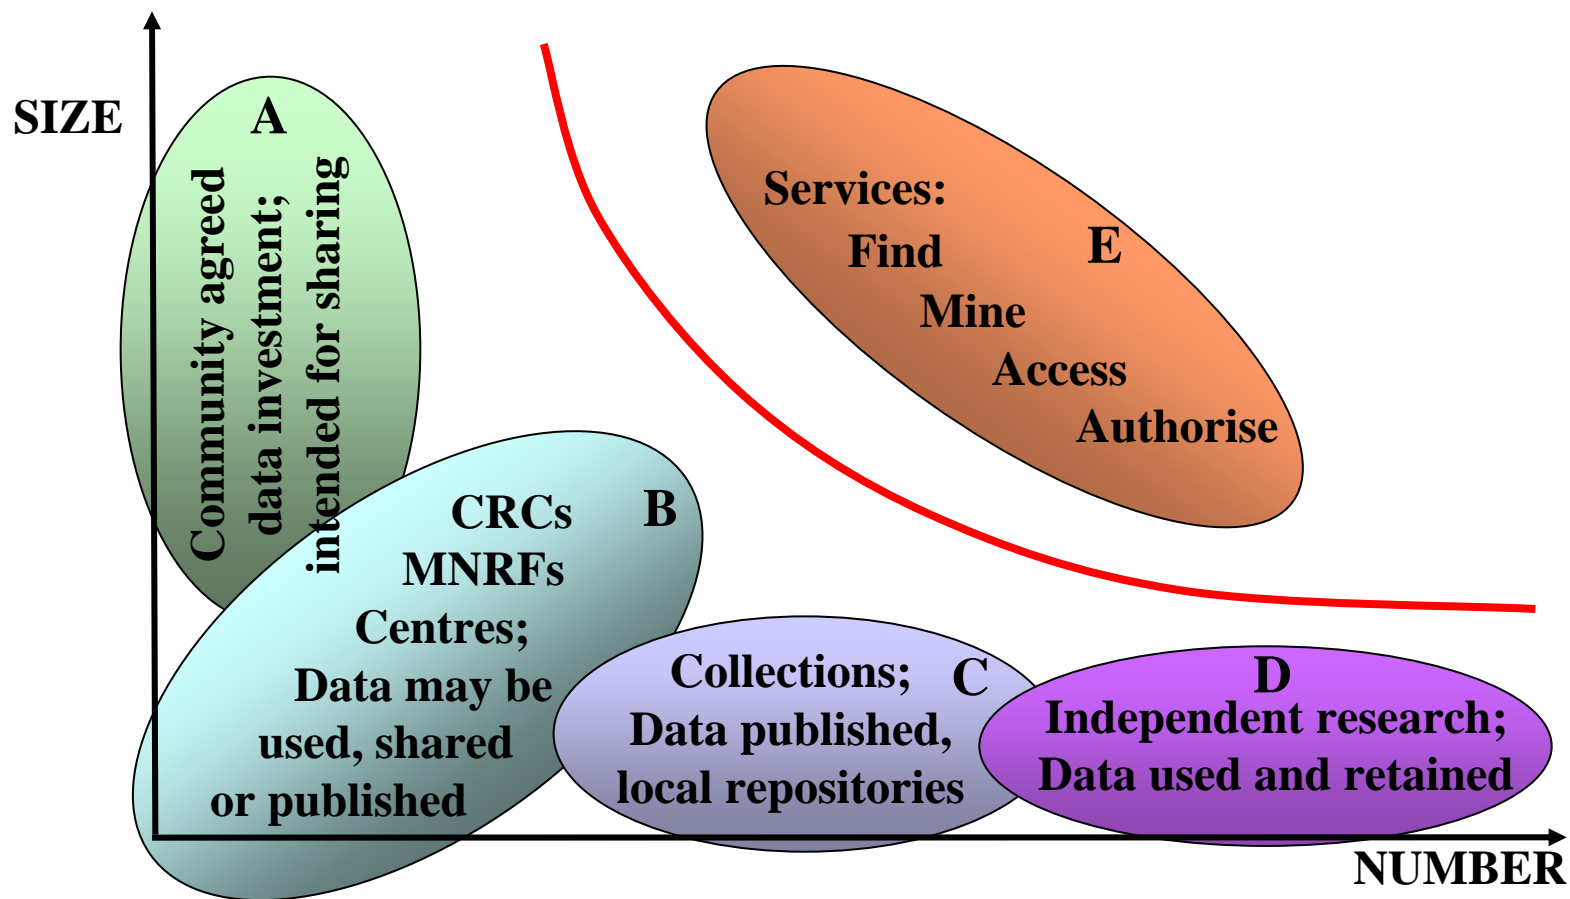 SIZE
A
Community agreed
data investment;
intended for sharing
Services:
Find
Mine
Access
Authorise
E
CRCs
MNRFs
Centres;
Data may be
used, shared
or published
B
Collections;
Data published,
local repositories
C
D
Independent research;
Data used and retained
NUMBER